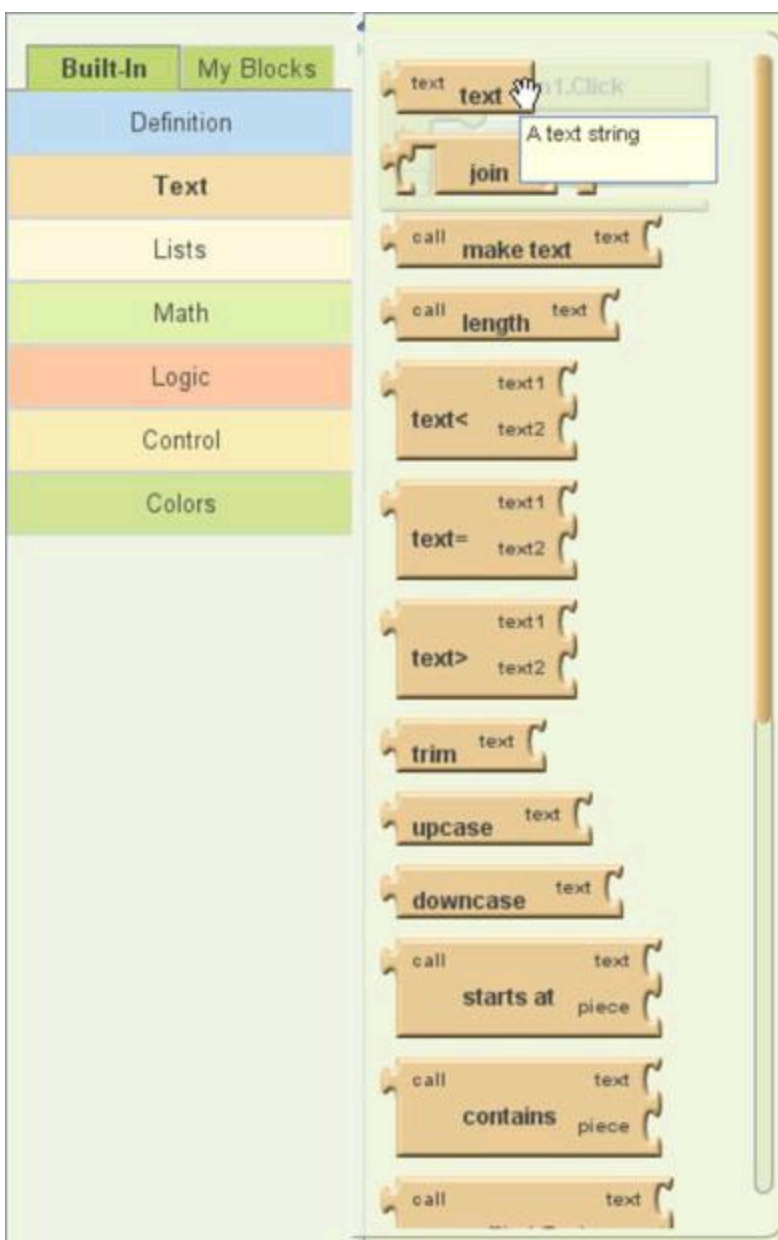 Built-In
My Blocks
Definition
Text
Lists
Math
Logic
Control
Colors
text text
1.Click
A text string
join
call make text text
call length text
text< text1
text2
text= text1
text2
text> text1
text2
trim text
upcase text
downcase text
call starts at text
piece
call contains text
piece
call text